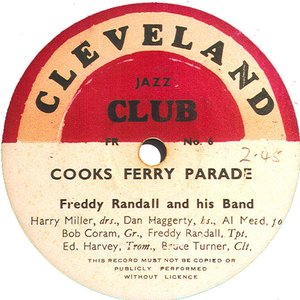 CLEVELAND
JAZZ
CLUB
FR No. 6
2.45
COOKS FERRY PARADE
Freddy Randall and his Band
Harry Miller, drs., Dan Haggerty, bs., Al Mead,
Bob Coram, Gr., Freddy Randall, Tpt.
Ed. Harvey, Trom., Bruce Turner, Clt.
THIS RECORD MUST NOT BE COPIED OR
PUBLICLY PERFORMED
WITHOUT LICENCE